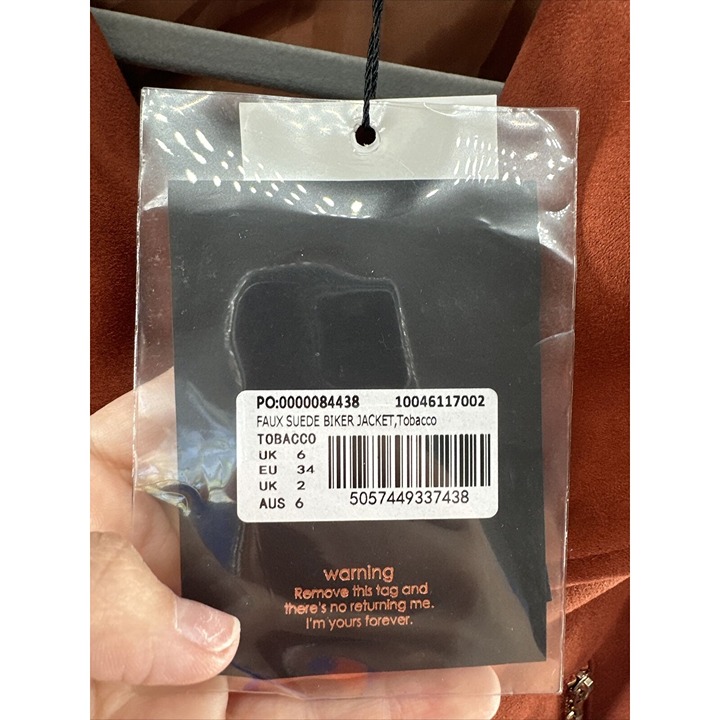 PO:0000084438 10046117002
FAUX SUEDE BIKER JACKET,Tobacco
TOBACCO
UK 6
EU 34
UK 2
AUS 6
5057449337438
warning
Remove this tag and
there's no returning me.
I'm yours forever.